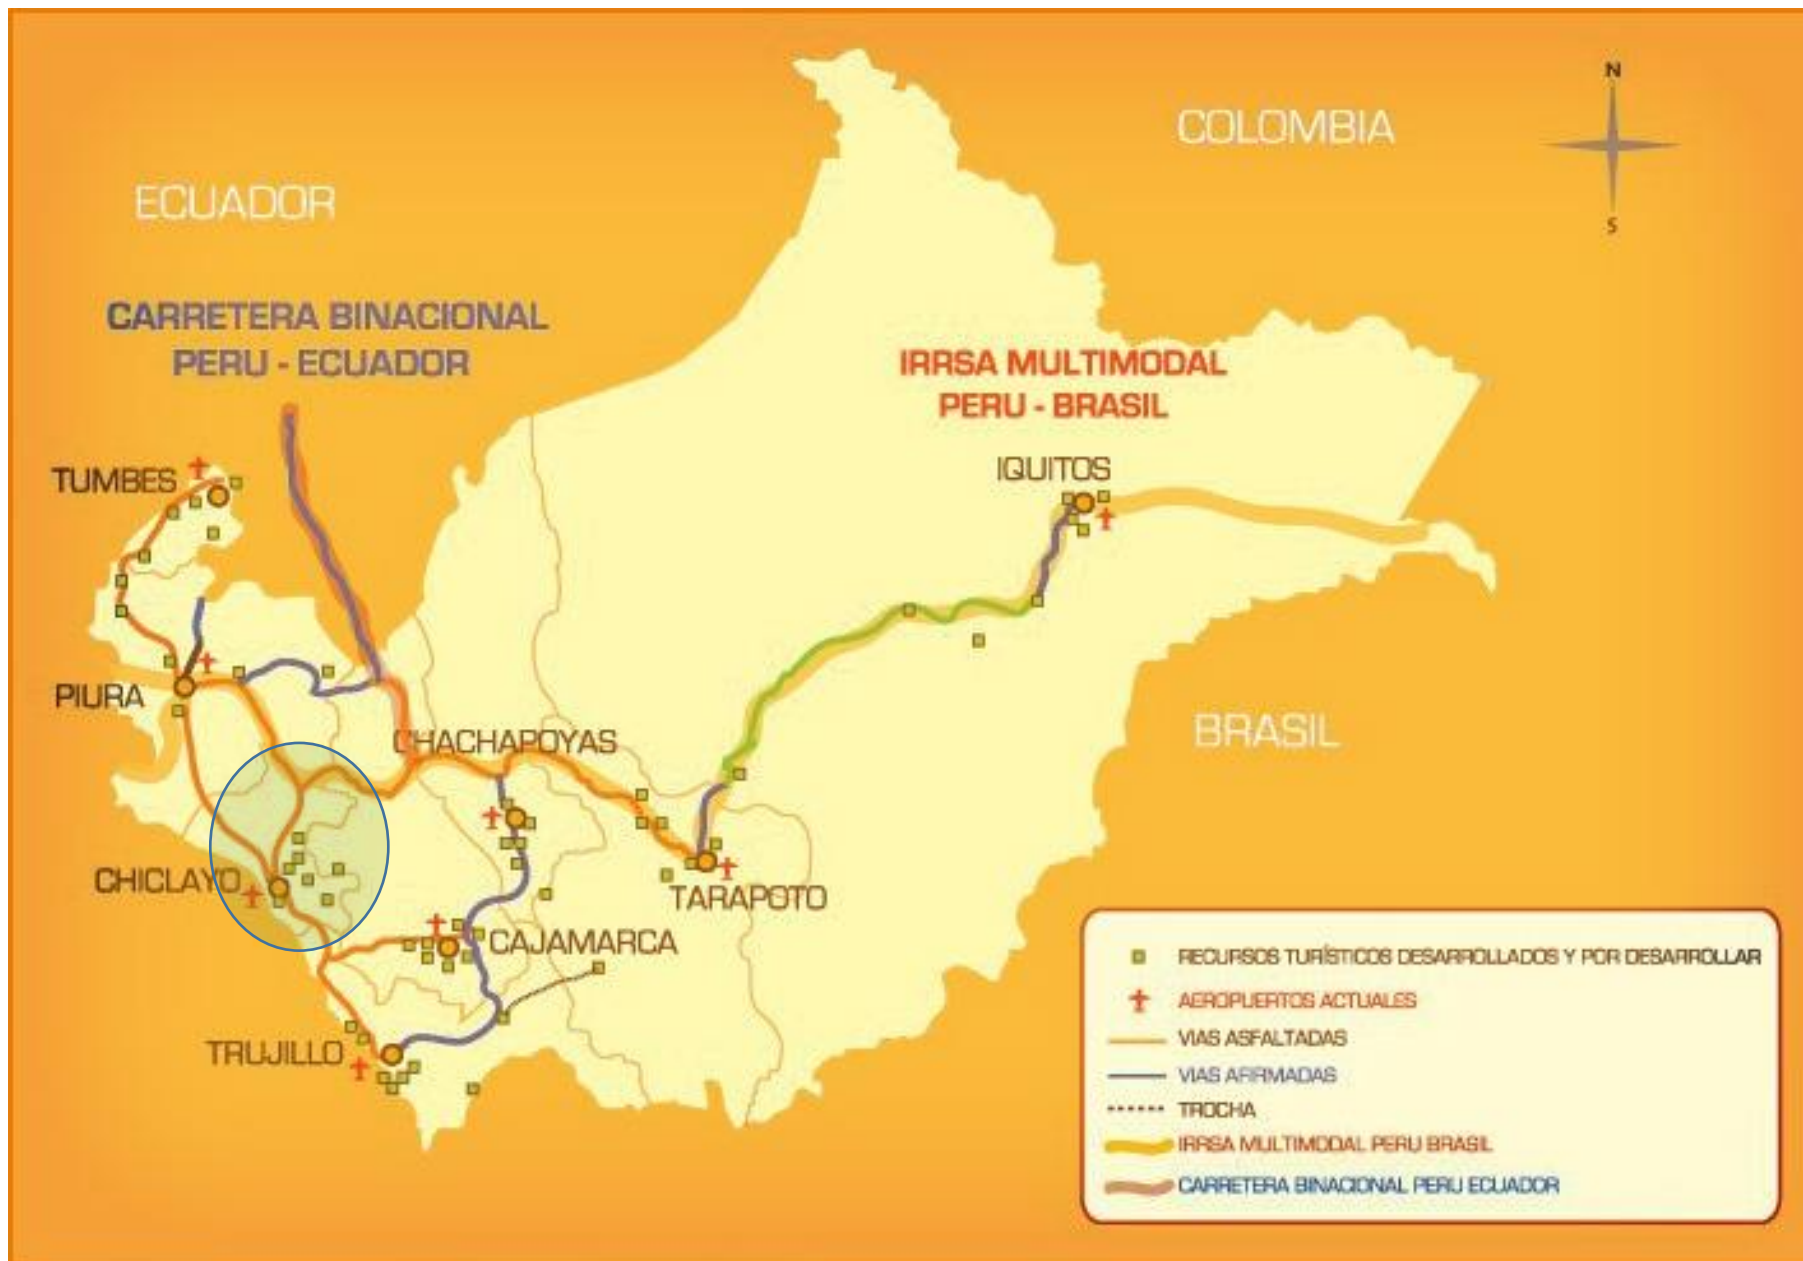 N
COLOMBIA
ECUADOR
S
CARRETERA BINACIONAL
PERU - ECUADOR
IRRSA MULTIMODAL
PERU - BRASIL
IQUITOS
TUMBES
PIURA
BRASIL
CHACHAPOYAS
CHICLAYO
TARAPOTO
CAJAMARCA
TRUJILLO
RECURSOS TURÍSTICOS DESARROLLADOS Y POR DESARROLLAR
AEROPUERTOS ACTUALES
VIAS ASFALTADAS
VIAS AFIRMADAS
TROCHA
IRRSA MULTIMODAL PERU BRASIL
CARRETERA BINACIONAL PERU ECUADOR